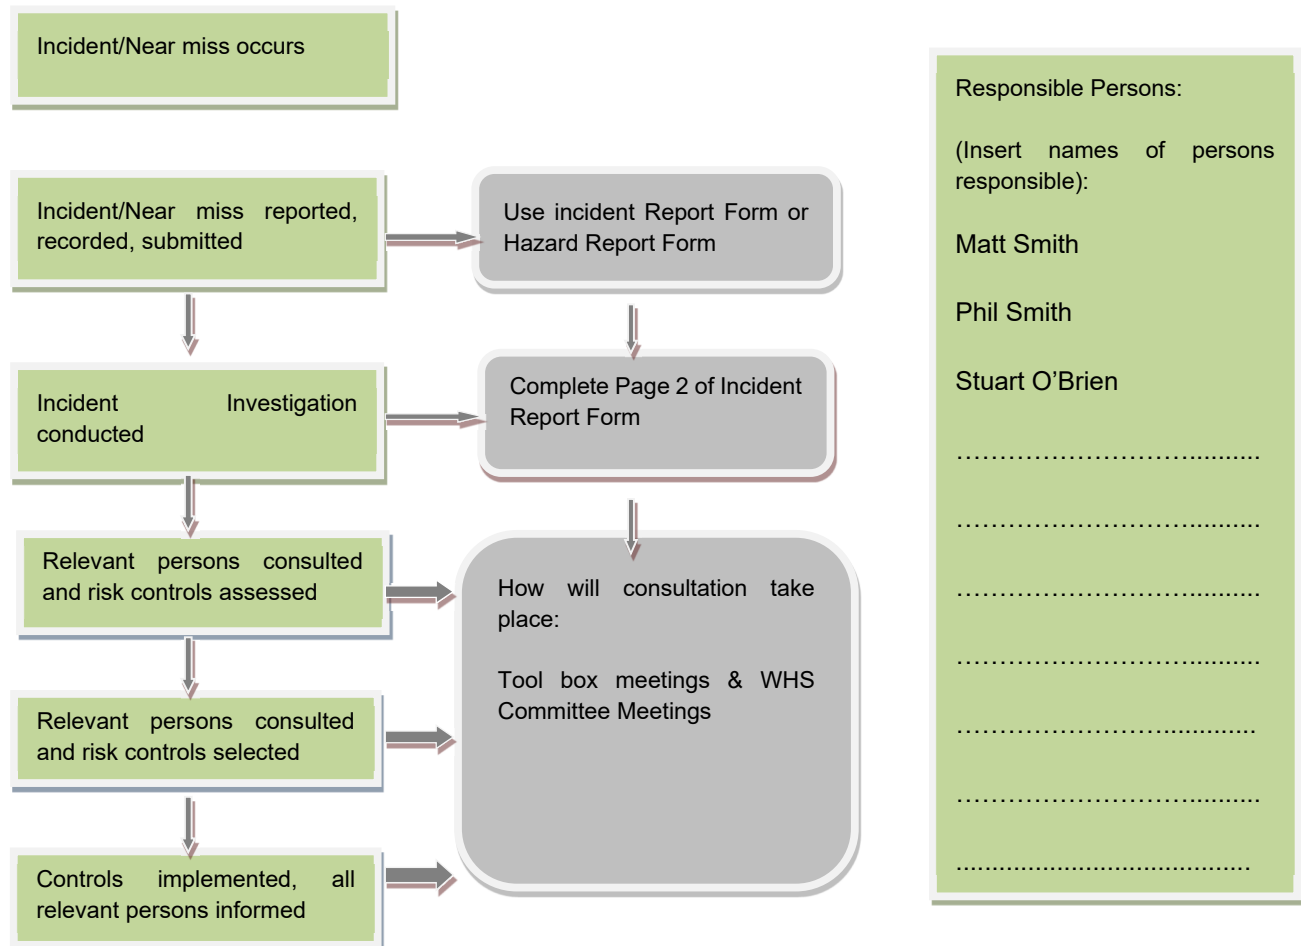 Incident/Near miss occurs
Incident/Near miss reported,
recorded, submitted
Use incident Report Form or
Hazard Report Form
Incident Investigation
conducted
Complete Page 2 of Incident
Report Form
Relevant persons consulted
and risk controls assessed
How will consultation take
place:
Tool box meetings & WHS
Committee Meetings
Relevant persons consulted
and risk controls selected
Controls implemented, all
relevant persons informed
Responsible Persons:
(Insert names of persons
responsible):
Matt Smith
Phil Smith
Stuart O’Brien
………………………..........
………………………..........
………………………..........
………………………..........
……………………..............
………………………..........
.........................................